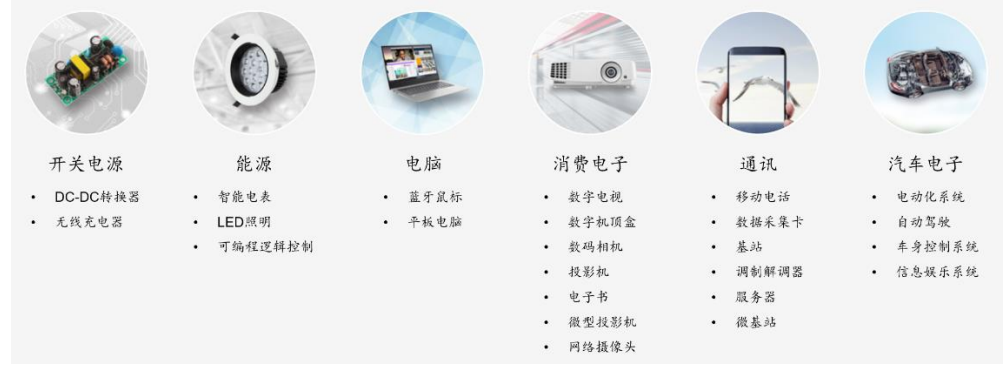 开关电源
• DC-DC转换器
• 无线充电器
能源
• 智能电表
• LED照明
• 可编程逻辑控制
电脑
• 蓝牙鼠标
• 平板电脑
消费电子
• 数字电视
• 数字机顶盒
• 数码相机
• 投影机
• 电子书
• 微型投影机
• 网络摄像头
通讯
• 移动电话
• 数据采集卡
• 基站
• 调制解调器
• 服务器
• 微基站
汽车电子
• 电动化系统
• 自动驾驶
• 车身控制系统
• 信息娱乐系统